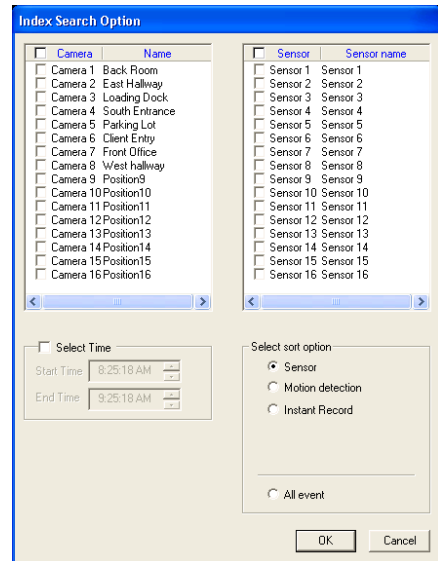 Index Search Option
Camera Name
Camera 1 Back Room
Camera 2 East Hallway
Camera 3 Loading Dock
Camera 4 South Entrance
Camera 5 Parking Lot
Camera 6 Client Entry
Camera 7 Front Office
Camera 8 West hallway
Camera 9 Position9
Camera 10 Position10
Camera 11 Position11
Camera 12 Position12
Camera 13 Position13
Camera 14 Position14
Camera 15 Position15
Camera 16 Position16
Sensor Sensor name
Sensor 1 Sensor 1
Sensor 2 Sensor 2
Sensor 3 Sensor 3
Sensor 4 Sensor 4
Sensor 5 Sensor 5
Sensor 6 Sensor 6
Sensor 7 Sensor 7
Sensor 8 Sensor 8
Sensor 9 Sensor 9
Sensor 10 Sensor 10
Sensor 11 Sensor 11
Sensor 12 Sensor 12
Sensor 13 Sensor 13
Sensor 14 Sensor 14
Sensor 15 Sensor 15
Sensor 16 Sensor 16
Select Time
Start Time 8:25:18 AM
End Time 9:25:18 AM
Select sort option
Sensor
Motion detection
Instant Record
All event
OK Cancel